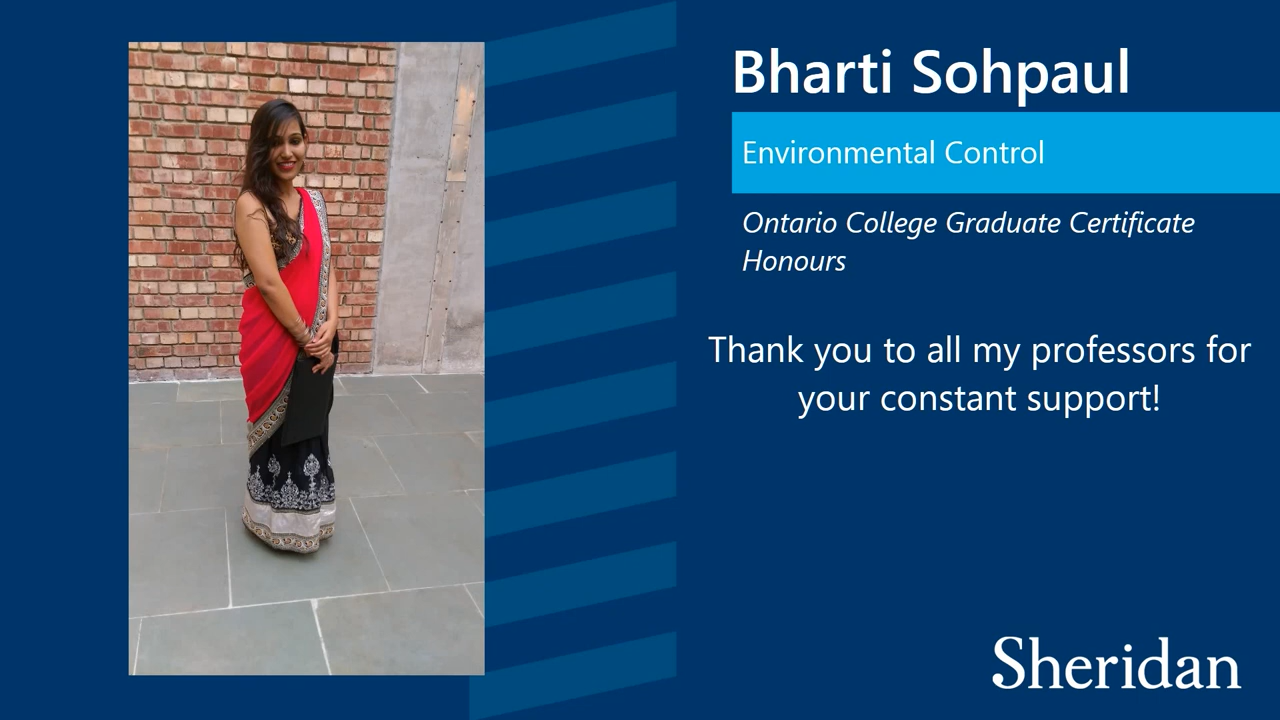 Bharti Sohpaul
Environmental Control
Ontario College Graduate Certificate
Honours
Thank you to all my professors for
your constant support!
Sheridan